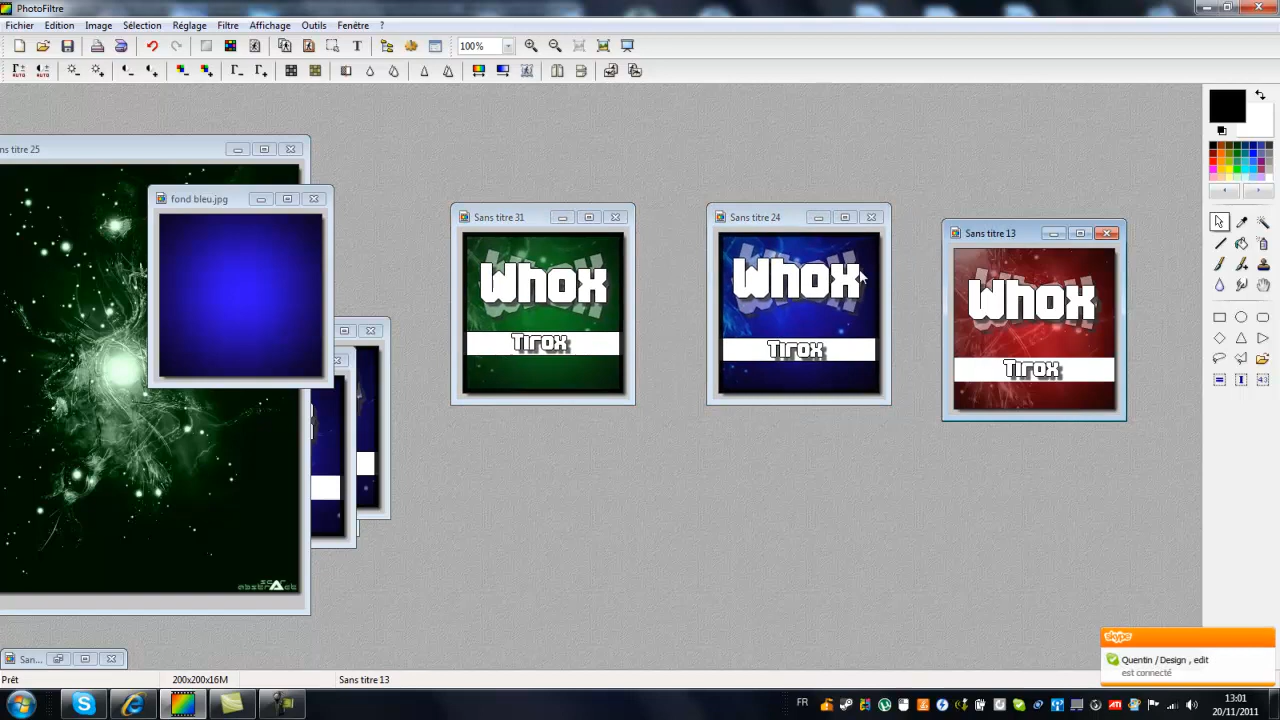 PhotoFiltre
Fichier Edition Image Sélection Réglage Filtre Affichage Outils Fenêtre ?
100%
ns titre 25
fond bleu.jpg
Sans titre 31
Whox
Tirox
Sans titre 24
Whox
Tirox
Sans titre 13
Whox
Tirox
abstrAct
San...
skype
Quentin / Design , edit
est connecté
Prêt 200x200x16M Sans titre 13
FR
13:01
20/11/2011